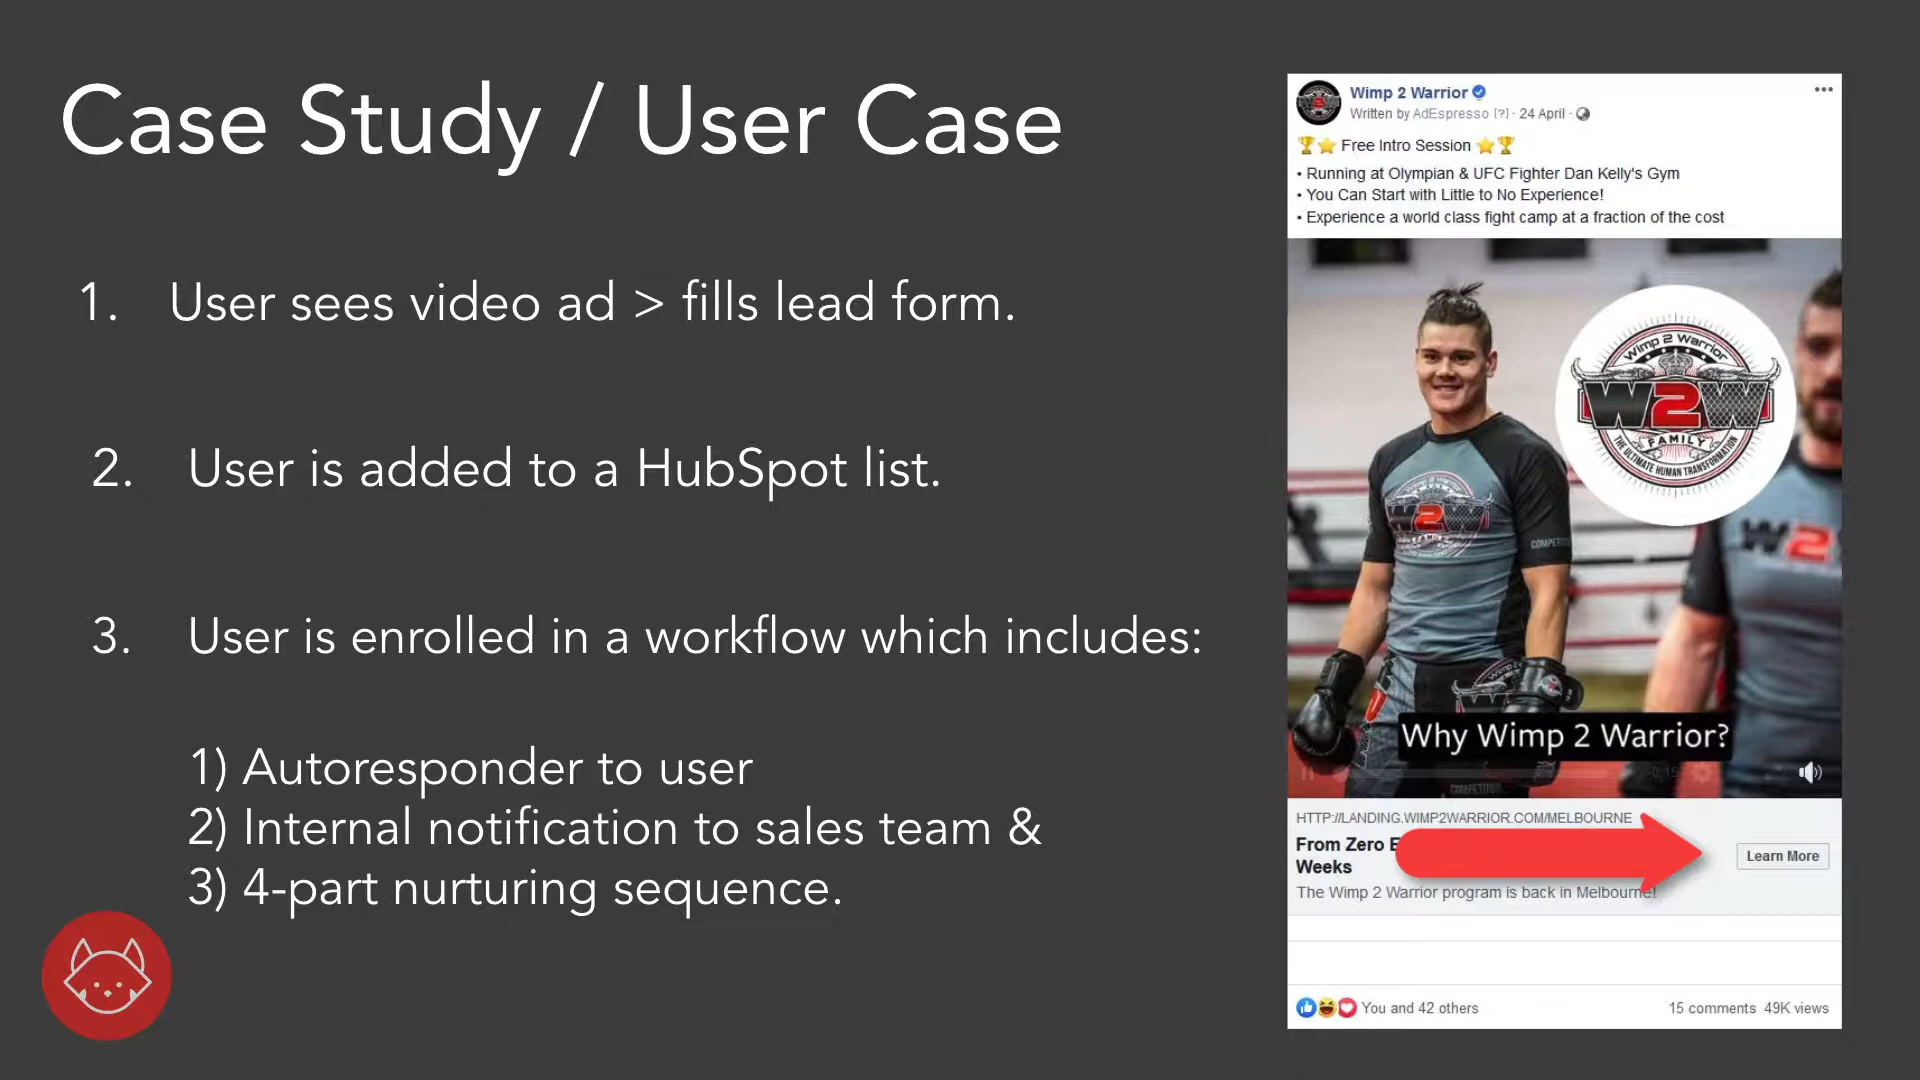 Case Study / User Case
1. User sees video ad > fills lead form.
2. User is added to a HubSpot list.
3. User is enrolled in a workflow which includes:
1) Autoresponder to user
2) Internal notification to sales team &
3) 4-part nurturing sequence.
Wimp 2 Warrior
Written by AdEspresso [?] · 24 April ·
Free Intro Session
• Running at Olympian & UFC Fighter Dan Kelly's Gym
• You Can Start with Little to No Experience!
• Experience a world class fight camp at a fraction of the cost
Wimp 2 Warrior
W2W
FAMILY
THE ULTIMATE HUMAN TRANSFORMATION
W2W
W2
Why Wimp 2 Warrior?
-0:15
HTTP://LANDING.WIMP2WARRIOR.COM/MELBOURNE
From Zero
Weeks
Learn More
The Wimp 2 Warrior program is back in Melbourne!
You and 42 others
15 comments 49K views